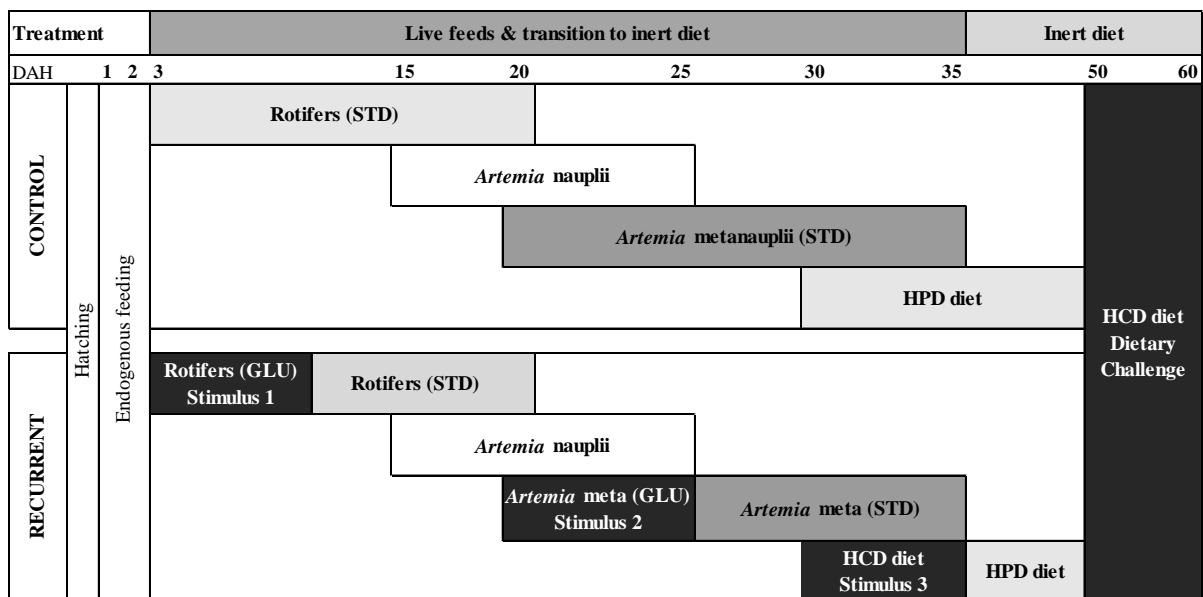 Treatment Live feeds & transition to inert diet Inert diet
DAH 1 2 3 15 20 25 30 35 50 60
CONTROL
Hatching
Endogenous feeding
Rotifers (STD)
Artemia nauplii
Artemia metanauplii (STD)
HPD diet
HCD diet
Dietary
Challenge
RECURRENT
Rotifers (GLU)
Stimulus 1
Rotifers (STD)
Artemia nauplii
Artemia meta (GLU)
Stimulus 2
Artemia meta (STD)
HCD diet
Stimulus 3
HPD diet